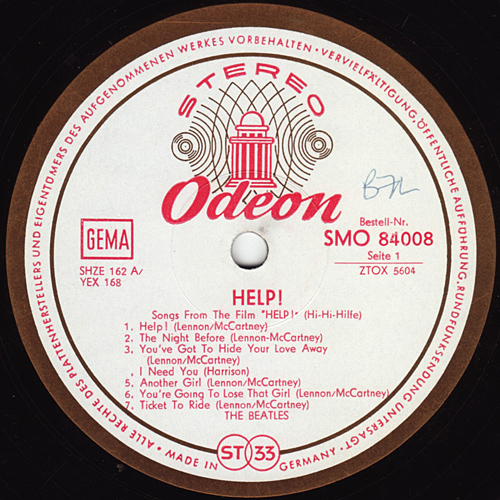 ALLE RECHTE DES PLATTENHERSTELLERS UND EIGENTÜMERS DES AUFGENOMMENEN WERKES VORBEHALTEN · VERVIELFÄLTIGUNG, ÖFFENTLICHE AUFFÜHRUNG, RUNDFUNKSENDUNG UNTERSAGT ·
STEREO
Odeon
GEMA
SHZE 162 A/
YEX 168
Bestell-Nr.
SMO 84008
Seite 1
ZTOX 5604
HELP!
Songs From The Film "HELP!" (Hi-Hi-Hilfe)
1. Help! (Lennon/McCartney)
2. The Night Before (Lennon-McCartney)
3. You've Got To Hide Your Love Away
(Lennon/McCartney)
, I Need You (Harrison)
5. Another Girl (Lennon/McCartney)
6. You're Going To Lose That Girl (Lennon/McCartney)
7. Ticket To Ride (Lennon/McCartney)
THE BEATLES
MADE IN ST 33 GERMANY